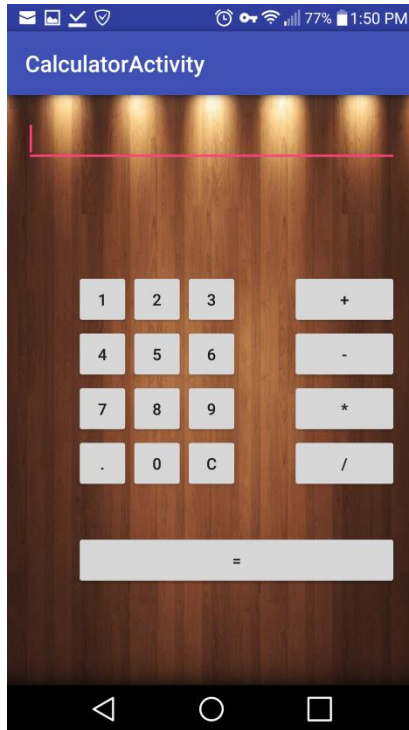 77% 1:50 PM
CalculatorActivity
1 2 3 +
4 5 6 -
7 8 9 *
. 0 C /
=